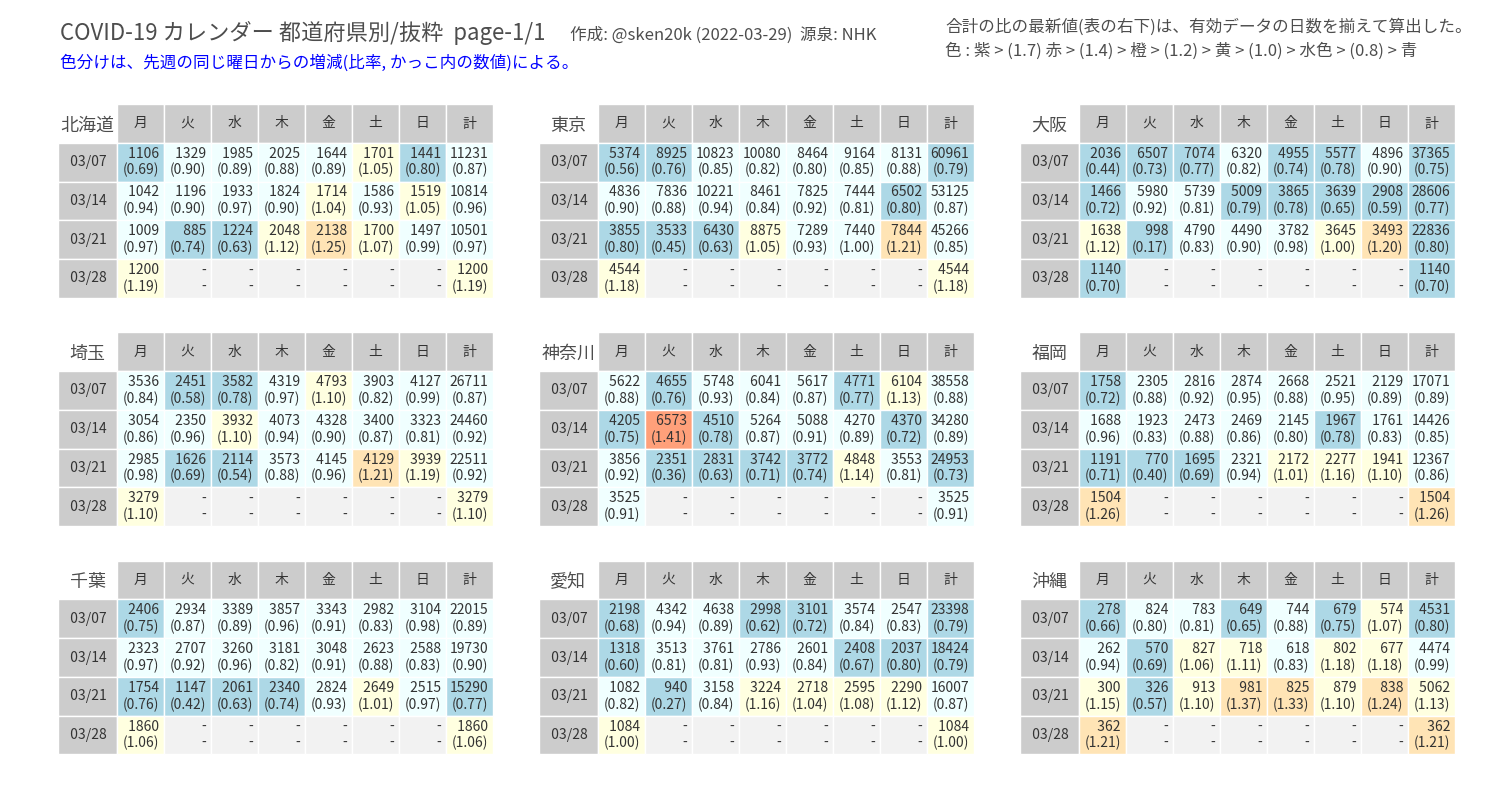 COVID-19 カレンダー 都道府県別/抜粋 page-1/1 作成: @sken20k (2022-03-29) 源泉: NHK
合計の比の最新値(表の右下)は、有効データの日数を揃えて算出した。
色分けは、先週の同じ曜日からの増減(比率, かっこ内の数値)による。
色 : 紫 > (1.7) 赤 > (1.4) > 橙 > (1.2) > 黄 > (1.0) > 水色 > (0.8) > 青
北海道 月 火 水 木 金 土 日 計
03/07 1106 1329 1985 2025 1644 1701 1441 11231
(0.69) (0.90) (0.89) (0.88) (0.89) (1.05) (0.80) (0.87)
03/14 1042 1196 1933 1824 1714 1586 1519 10814
(0.94) (0.90) (0.97) (0.90) (1.04) (0.93) (1.05) (0.96)
03/21 1009 885 1224 2048 2138 1700 1497 10501
(0.97) (0.74) (0.63) (1.12) (1.25) (1.07) (0.99) (0.97)
03/28 1200 - - - - - - 1200
(1.19) - - - - - - (1.19)
東京 月 火 水 木 金 土 日 計
03/07 5374 8925 10823 10080 8464 9164 8131 60961
(0.56) (0.76) (0.85) (0.82) (0.80) (0.85) (0.88) (0.79)
03/14 4836 7836 10221 8461 7825 7444 6502 53125
(0.90) (0.88) (0.94) (0.84) (0.92) (0.81) (0.80) (0.87)
03/21 3855 3533 6430 8875 7289 7440 7844 45266
(0.80) (0.45) (0.63) (1.05) (0.93) (1.00) (1.21) (0.85)
03/28 4544 - - - - - - 4544
(1.18) - - - - - - (1.18)
大阪 月 火 水 木 金 土 日 計
03/07 2036 6507 7074 6320 4955 5577 4896 37365
(0.44) (0.73) (0.77) (0.82) (0.74) (0.78) (0.90) (0.75)
03/14 1466 5980 5739 5009 3865 3639 2908 28606
(0.72) (0.92) (0.81) (0.79) (0.78) (0.65) (0.59) (0.77)
03/21 1638 998 4790 4490 3782 3645 3493 22836
(1.12) (0.17) (0.83) (0.90) (0.98) (1.00) (1.20) (0.80)
03/28 1140 - - - - - - 1140
(0.70) - - - - - - (0.70)
埼玉 月 火 水 木 金 土 日 計
03/07 3536 2451 3582 4319 4793 3903 4127 26711
(0.84) (0.58) (0.78) (0.97) (1.10) (0.82) (0.99) (0.87)
03/14 3054 2350 3932 4073 4328 3400 3323 24460
(0.86) (0.96) (1.10) (0.94) (0.90) (0.87) (0.81) (0.92)
03/21 2985 1626 2114 3573 4145 4129 3939 22511
(0.98) (0.69) (0.54) (0.88) (0.96) (1.21) (1.19) (0.92)
03/28 3279 - - - - - - 3279
(1.10) - - - - - - (1.10)
神奈川 月 火 水 木 金 土 日 計
03/07 5622 4655 5748 6041 5617 4771 6104 38558
(0.88) (0.76) (0.93) (0.84) (0.87) (0.77) (1.13) (0.88)
03/14 4205 6573 4510 5264 5088 4270 4370 34280
(0.75) (1.41) (0.78) (0.87) (0.91) (0.89) (0.72) (0.89)
03/21 3856 2351 2831 3742 3772 4848 3553 24953
(0.92) (0.36) (0.63) (0.71) (0.74) (1.14) (0.81) (0.73)
03/28 3525 - - - - - - 3525
(0.91) - - - - - - (0.91)
福岡 月 火 水 木 金 土 日 計
03/07 1758 2305 2816 2874 2668 2521 2129 17071
(0.72) (0.88) (0.92) (0.95) (0.88) (0.95) (0.89) (0.89)
03/14 1688 1923 2473 2469 2145 1967 1761 14426
(0.96) (0.83) (0.88) (0.86) (0.80) (0.78) (0.83) (0.85)
03/21 1191 770 1695 2321 2172 2277 1941 12367
(0.71) (0.40) (0.69) (0.94) (1.01) (1.16) (1.10) (0.86)
03/28 1504 - - - - - - 1504
(1.26) - - - - - - (1.26)
千葉 月 火 水 木 金 土 日 計
03/07 2406 2934 3389 3857 3343 2982 3104 22015
(0.75) (0.87) (0.89) (0.96) (0.91) (0.83) (0.98) (0.89)
03/14 2323 2707 3260 3181 3048 2623 2588 19730
(0.97) (0.92) (0.96) (0.82) (0.91) (0.88) (0.83) (0.90)
03/21 1754 1147 2061 2340 2824 2649 2515 15290
(0.76) (0.42) (0.63) (0.74) (0.93) (1.01) (0.97) (0.77)
03/28 1860 - - - - - - 1860
(1.06) - - - - - - (1.06)
愛知 月 火 水 木 金 土 日 計
03/07 2198 4342 4638 2998 3101 3574 2547 23398
(0.68) (0.94) (0.89) (0.62) (0.72) (0.84) (0.83) (0.79)
03/14 1318 3513 3761 2786 2601 2408 2037 18424
(0.60) (0.81) (0.81) (0.93) (0.84) (0.67) (0.80) (0.79)
03/21 1082 940 3158 3224 2718 2595 2290 16007
(0.82) (0.27) (0.84) (1.16) (1.04) (1.08) (1.12) (0.87)
03/28 1084 - - - - - - 1084
(1.00) - - - - - - (1.00)
沖縄 月 火 水 木 金 土 日 計
03/07 278 824 783 649 744 679 574 4531
(0.66) (0.80) (0.81) (0.65) (0.88) (0.75) (1.07) (0.80)
03/14 262 570 827 718 618 802 677 4474
(0.94) (0.69) (1.06) (1.11) (0.83) (1.18) (1.18) (0.99)
03/21 300 326 913 981 825 879 838 5062
(1.15) (0.57) (1.10) (1.37) (1.33) (1.10) (1.24) (1.13)
03/28 362 - - - - - - 362
(1.21) - - - - - - (1.21)